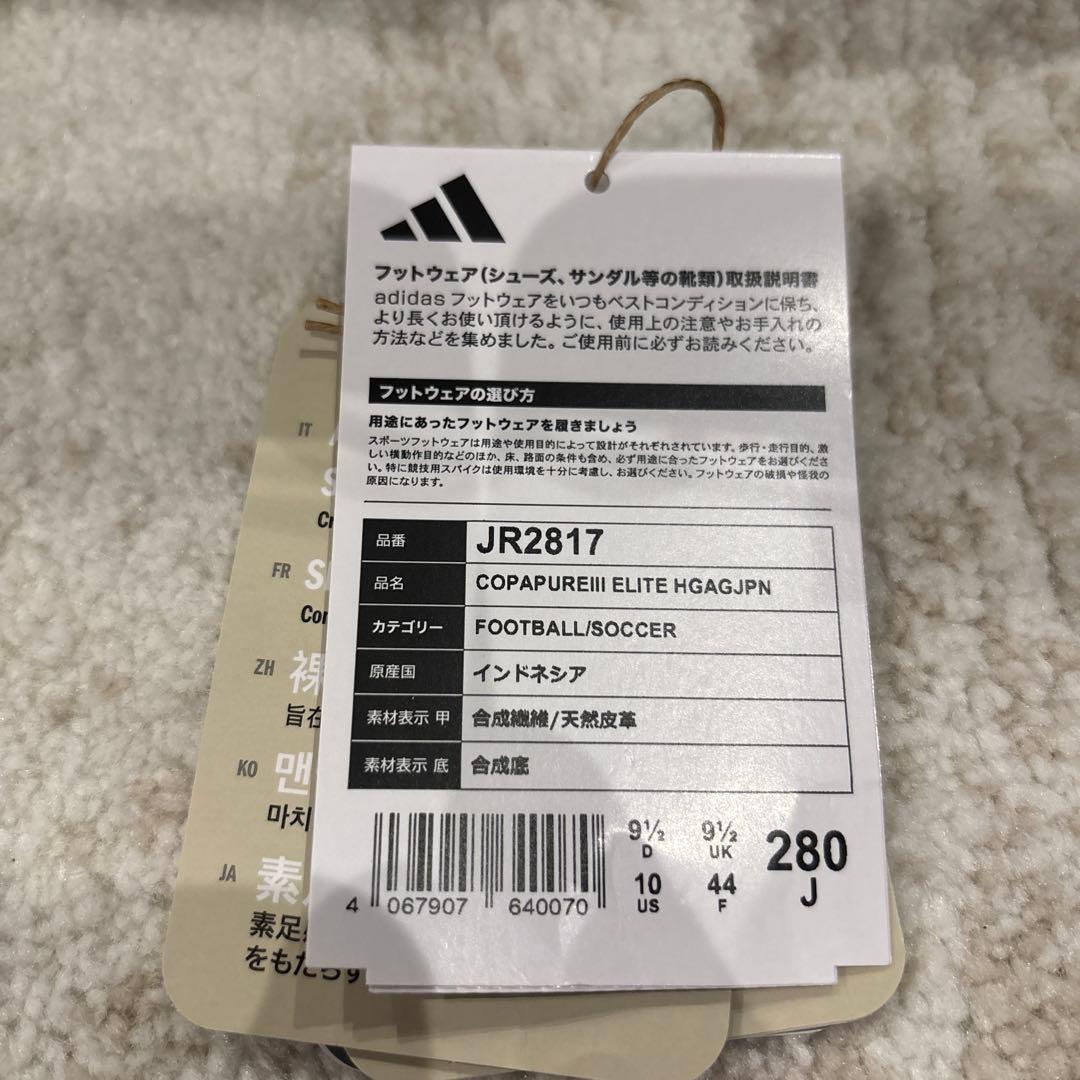 フットウェア(シューズ、サンダル等の靴類)取扱説明書
adidas フットウェアをいつもベストコンディションに保ち、
より長くお使い頂けるように、使用上の注意やお手入れの
方法などを集めました。ご使用前に必ずお読みください。
フットウェアの選び方
用途にあったフットウェアを履きましょう
スポーツフットウェアは用途や使用目的によって設計がそれぞれされています。歩行・走行目的、激
しい横動作目的などのほか、床、路面の条件も含め、必ず用途に合ったフットウェアをお選びくださ
い。特に競技用スパイクは使用環境を十分に考慮し、お選びください。フットウェアの破損や怪我の
原因になります。
品番 JR2817
品名 COPAPUREIII ELITE HGAGJPN
カテゴリー FOOTBALL/SOCCER
原産国 インドネシア
素材表示 甲 合成繊維/天然皮革
素材表示 底 合成底
4 067907 640070
9½ D
9½ UK
10 US
44 F
280 J
IT
FR
ZH 裸
旨在
KO 맨
마치
JA 素
素足
をもたらす